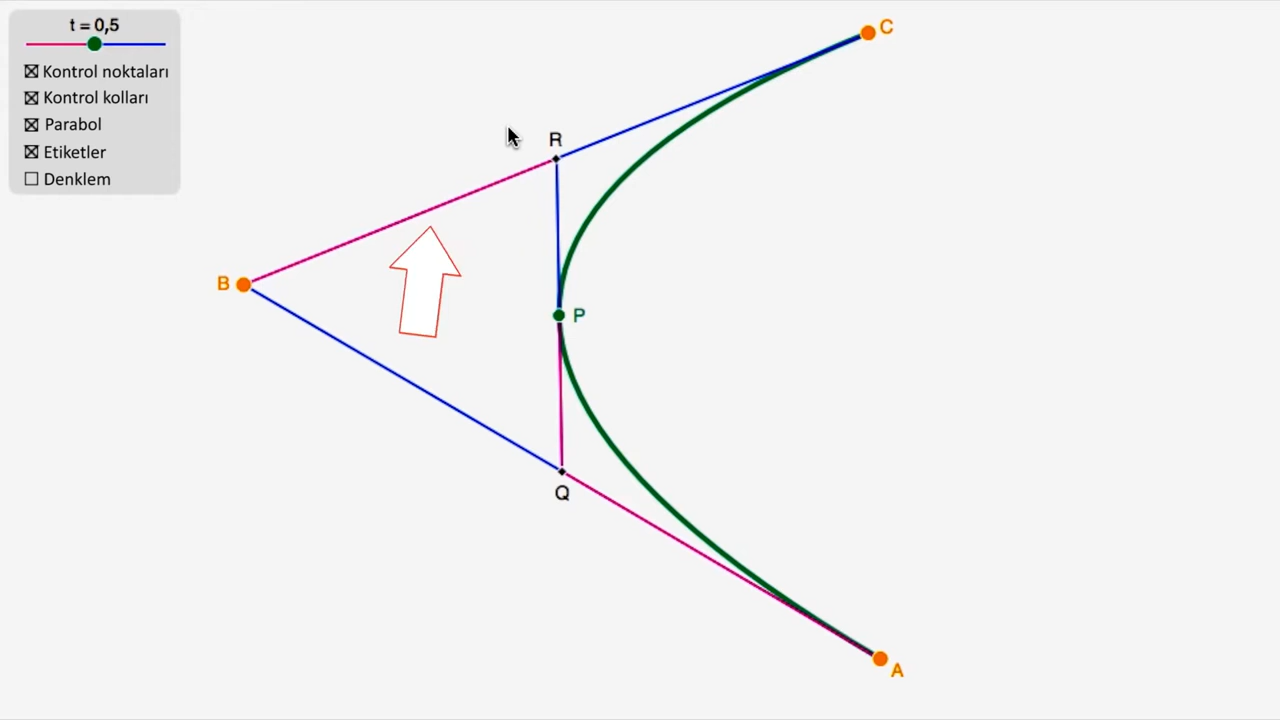 t = 0,5
Kontrol noktaları
Kontrol kolları
Parabol
Etiketler
Denklem
C
R
B
P
Q
A